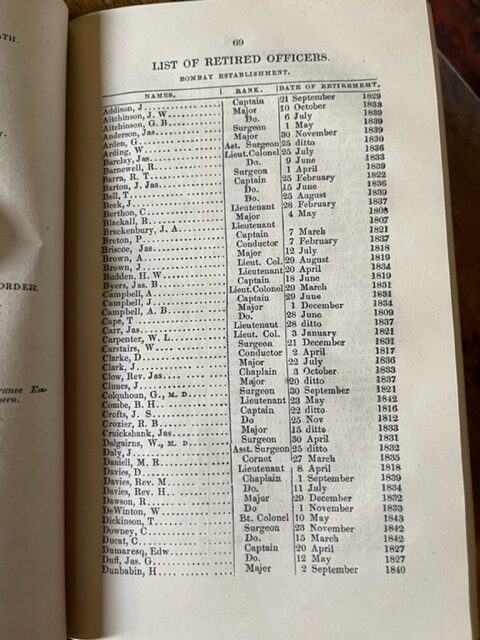 ATH.
ORDER.
rance Em-
geen.
69
LIST OF RETIRED OFFICERS.
BOMBAY ESTABLISHMENT.
NAMES. RANK. DATE OF RETIREMEMT.
Addison, J. Captain 21 September 1829
Aitchinson, J. W. Major 10 October 1833
Aitchinson, G. B. Do. 6 July 1839
Anderson, Jas. Surgeon 1 May 1839
Arden, G. Major 30 November 1839
Arding, W. Ast. Surgeon 25 ditto 1830
Barclay, Jas. Lieut.Colonel 25 July 1836
Barnewell, R. Do. 9 June 1833
Barra, R. T. Surgeon 1 April 1839
Barton, J. Jas. Captain 25 February 1822
Bell, T. Do. 15 June 1836
Beek, J. Do. 25 August 1839
Berthon, C. Lieutenant 28 February 1837
Blackall, R. Major 4 May 1808
Brackenbury, J. A. Lieutenant 1807
Breton, P. Captain 7 March 1821
Briscoe, Jas. Conductor 7 February 1837
Brown, A. Major 12 July 1818
Brown, J. Lieut. Col. 29 August 1819
Budden, H. W. Lieutenant 20 April 1834
Byers, Jas. B. Captain 18 June 1819
Campbell, A. Lieut.Colonel 29 March 1831
Campbell, J. Captain 29 June 1831
Campbell, A. B. Major 1 December 1834
Cape, T. Do. 28 June 1809
Carr, Jas. Lieutenant 28 ditto 1837
Carpenter, W. L. Lieut. Col. 3 January 1821
Carstairs, W. Surgeon 21 December 1831
Clarke, D. Conductor 2 April 1817
Clark, J. Major 22 July 1836
Clow, Rev. Jas. Chaplain 3 October 1833
Clunes, J. Major 20 ditto 1837
Colquhoun, G., M. D. Surgeon 30 September 1821
Combe, B. H. Lieutenant 23 May 1842
Crofts, J. S. Captain 22 ditto 1816
Crozier, R. B. Do 25 Nov 1812
Cruickshank, Jas. Major 15 ditto 1833
Dalgairns, W., M. D. Surgeon 30 April 1831
Daly, J. Asst. Surgeon 25 ditto 1832
Daniell, M. R. Cornet 27 March 1835
Davies, D. Lieutenant 8 April 1818
Davies, Rev. M. Chaplain 1 September 1839
Davies, Rev. H. Do. 11 July 1834
Dawson, R. Major 29 December 1832
DeWinton, W. Do 1 November 1833
Dickinson, T. Bt. Colonel 10 May 1843
Downey, C. Surgeon 23 November 1842
Ducat, C. Do. 15 March 1842
Dumaresq, Edw. Captain 20 April 1827
Duff, Jas. G. Do. 12 May 1827
Dunbabin, H. Major 2 September 1840